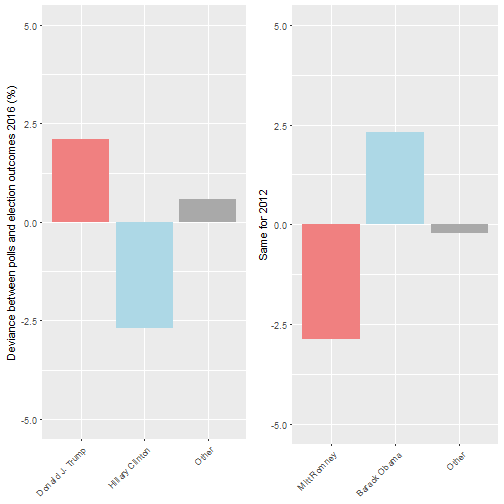 Deviance between polls and election outcomes 2016 (%)
5.0
2.5
0.0
-2.5
-5.0
Donald J. Trump
Hillary Clinton
Other
Same for 2012
5.0
2.5
0.0
-2.5
-5.0
Mitt Romney
Barack Obama
Other